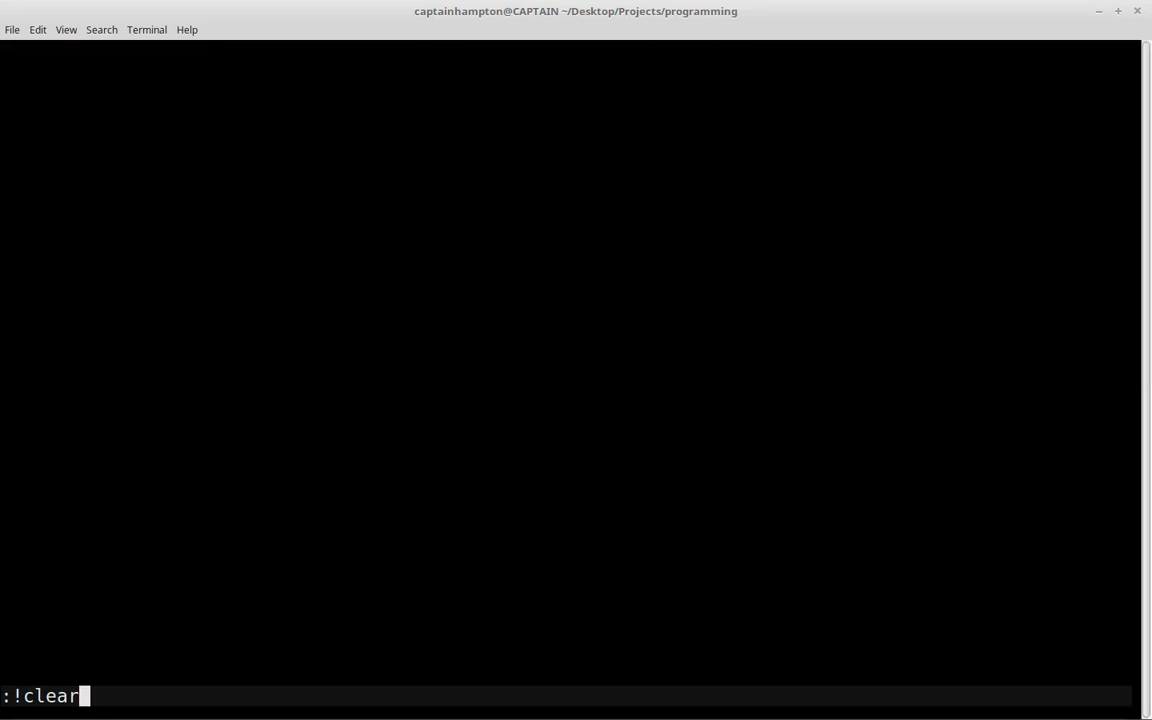 captainhampton@CAPTAIN ~/Desktop/Projects/programming
File Edit View Search Terminal Help
:!clear